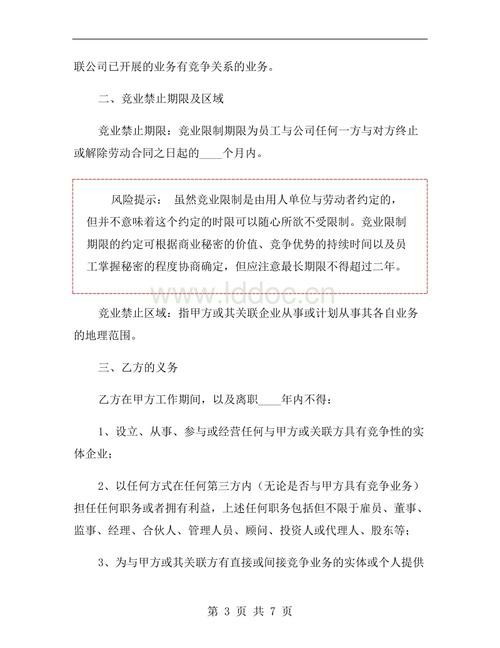 联公司已开展的业务有竞争关系的业务。
二、竞业禁止期限及区域
竞业禁止期限：竞业限制期限为员工与公司任何一方与对方终止
或解除劳动合同之日起的____个月内。
风险提示： 虽然竞业限制是由用人单位与劳动者约定的，
但并不意味着这个约定的时限可以随心所欲不受限制。竞业限制
期限的约定可根据商业秘密的价值、竞争优势的持续时间以及员
工掌握秘密的程度协商确定，但应注意最长期限不得超过二年。
www.lddoc.cn
竞业禁止区域：指甲方或其关联企业从事或计划从事其各自业务
的地理范围。
三、乙方的义务
乙方在甲方工作期间，以及离职____年内不得：
1、设立、从事、参与或经营任何与甲方或关联方具有竞争性的实
体企业；
2、以任何方式在任何第三方内（无论是否与甲方具有竞争业务）
担任任何职务或者拥有利益，上述任何职务包括但不限于雇员、董事、
监事、经理、合伙人、管理人员、顾问、投资人或代理人、股东等；
3、为与甲方或其关联方有直接或间接竞争业务的实体或个人提供
第 3 页 共 7 页